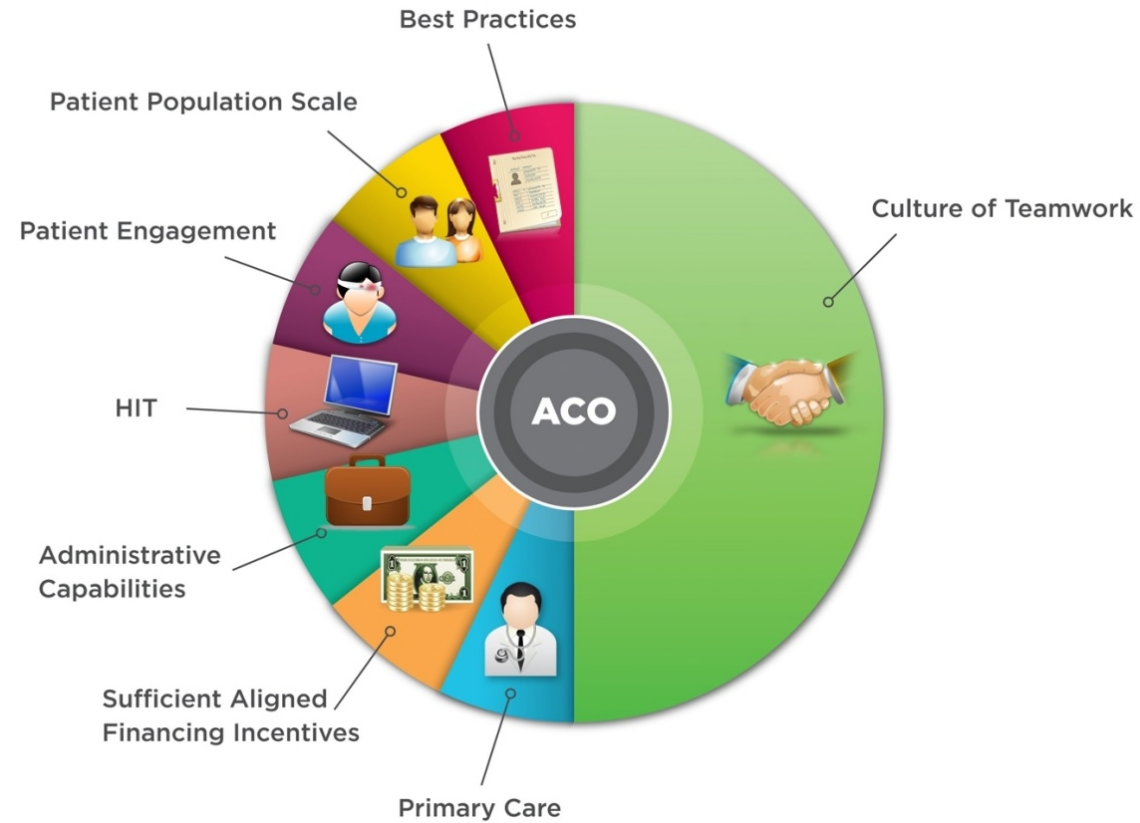 Best Practices
Patient Population Scale
Culture of Teamwork
Patient Engagement
HIT
ACO
Administrative
Capabilities
Sufficient Aligned
Financing Incentives
Primary Care